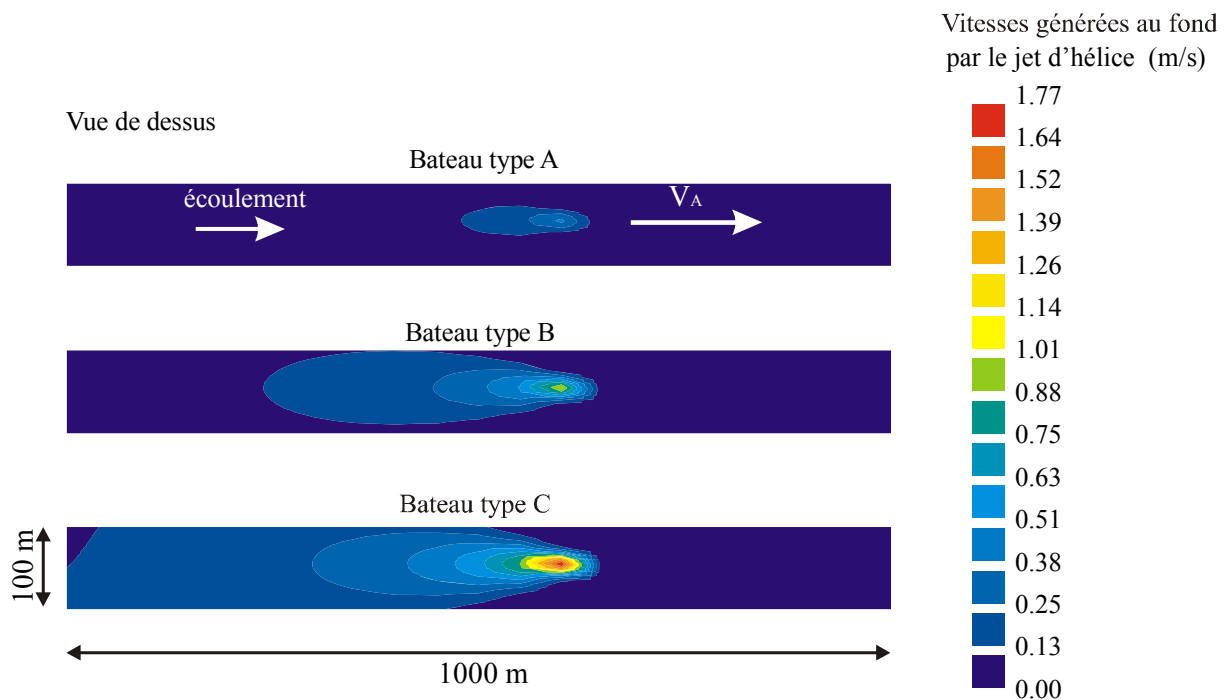 Vitesses générées au fond
par le jet d'hélice (m/s)
Vue de dessus
Bateau type A
écoulement
VA
Bateau type B
Bateau type C
100 m
1000 m
1.77
1.64
1.52
1.39
1.26
1.14
1.01
0.88
0.75
0.63
0.51
0.38
0.25
0.13
0.00